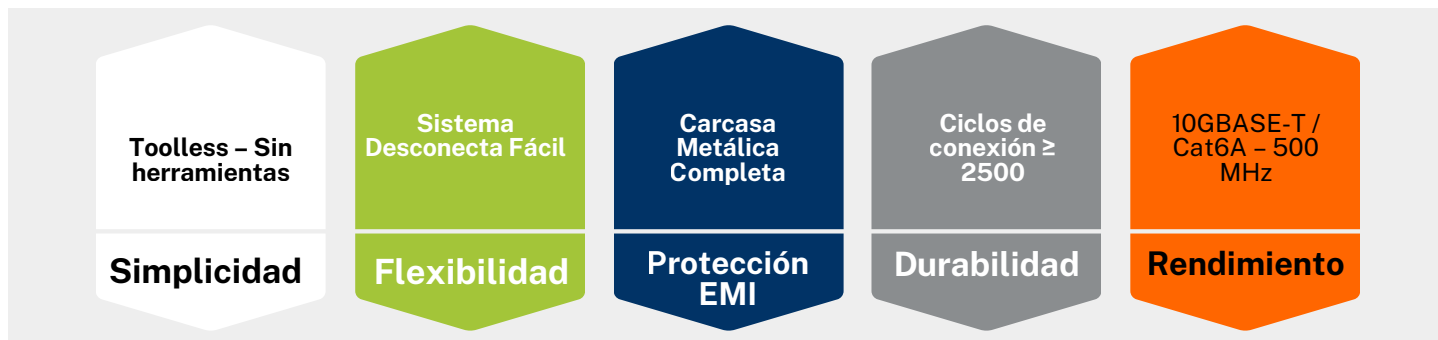 Toolless – Sin
herramientas
Simplicidad
Sistema
Desconecta Fácil
Flexibilidad
Carcasa
Metálica
Completa
Protección
EMI
Ciclos de
conexión ≥
2500
Durabilidad
10GBASE-T /
Cat6A – 500
MHz
Rendimiento